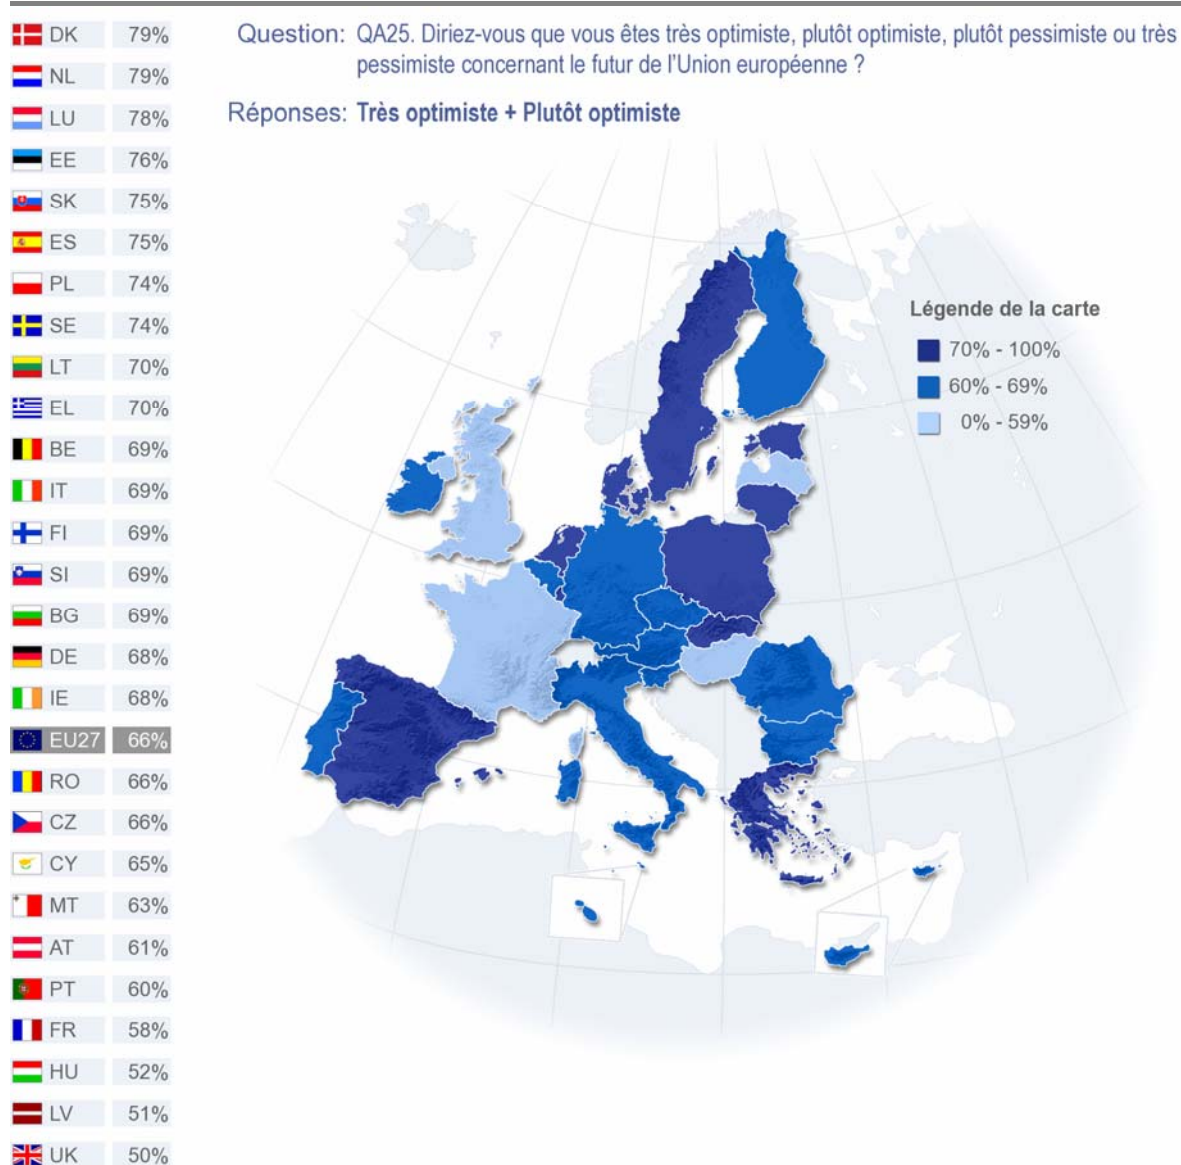 Question: QA25. Diriez-vous que vous êtes très optimiste, plutôt optimiste, plutôt pessimiste ou très
pessimiste concernant le futur de l'Union européenne ?
Réponses: Très optimiste + Plutôt optimiste
DK 79%
NL 79%
LU 78%
EE 76%
SK 75%
ES 75%
PL 74%
SE 74%
LT 70%
EL 70%
BE 69%
IT 69%
FI 69%
SI 69%
BG 69%
DE 68%
IE 68%
EU27 66%
RO 66%
CZ 66%
CY 65%
MT 63%
AT 61%
PT 60%
FR 58%
HU 52%
LV 51%
UK 50%
Légende de la carte
70% - 100%
60% - 69%
0% - 59%